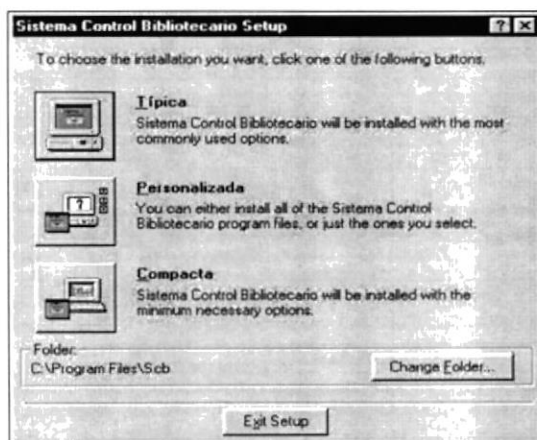 Sistema Control Bibliotecario Setup
To choose the installation you want, click one of the following buttons.
Típica
Sistema Control Bibliotecario will be installed with the most
commonly used options.
Personalizada
You can either install all of the Sistema Control
Bibliotecario program files, or just the ones you select.
Compacta
Sistema Control Bibliotecario will be installed with the
minimum necessary options.
Folder:
C:\Program Files\Scb
Change Folder...
Exit Setup